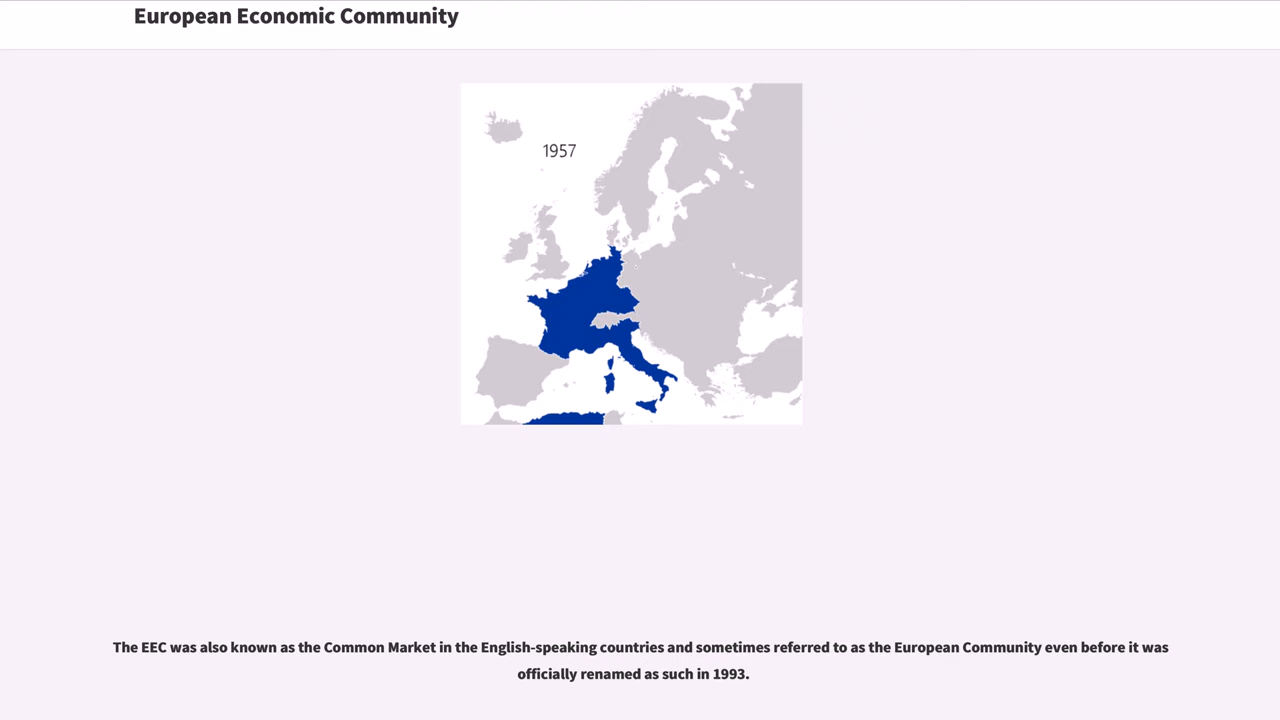 European Economic Community
1957
The EEC was also known as the Common Market in the English-speaking countries and sometimes referred to as the European Community even before it was
officially renamed as such in 1993.